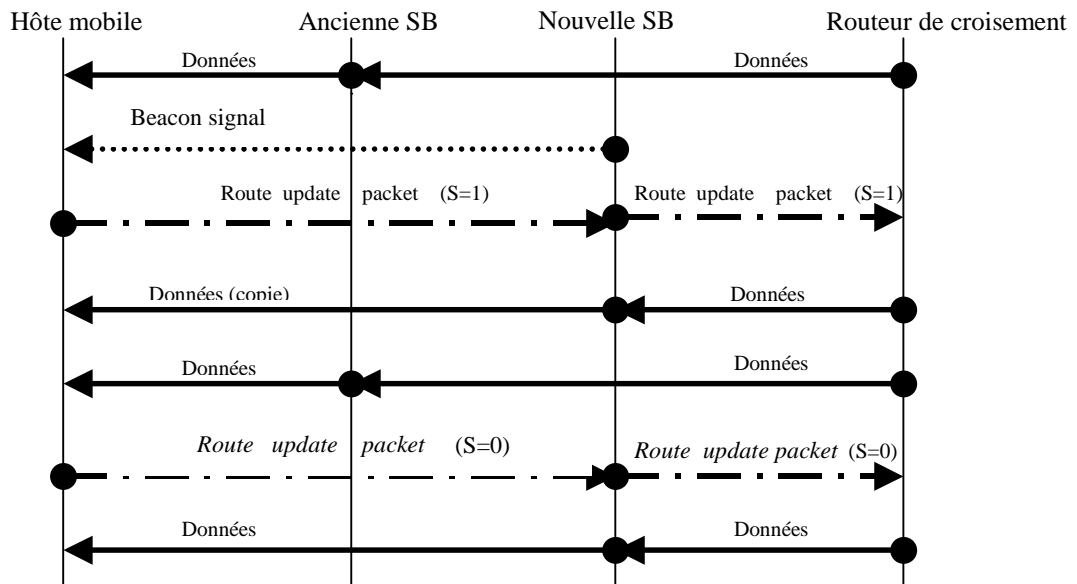 Hôte mobile Ancienne SB Nouvelle SB Routeur de croisement
Données Données
Beacon signal
Route update packet (S=1) Route update packet (S=1)
Données (copie) Données
Données Données
Route update packet (S=0) Route update packet (S=0)
Données Données